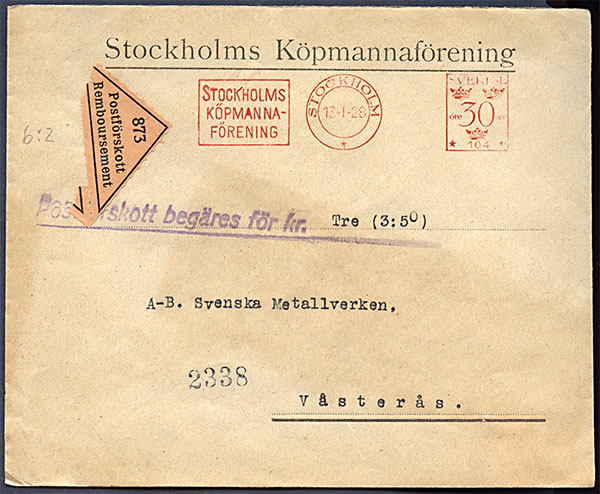 Stockholms Köpmannaförening
STOCKHOLMS
KÖPMANNA-
FÖRENING
STOCKHOLM
13-1-28
*
SVERIGE
öre 30 öre
* 104 *
873
Postförskott
Remboursement
6:2
Postförskott begäres för kr. Tre (3:50)
A-B. Svenska Metallverken,
2338
Västerås.